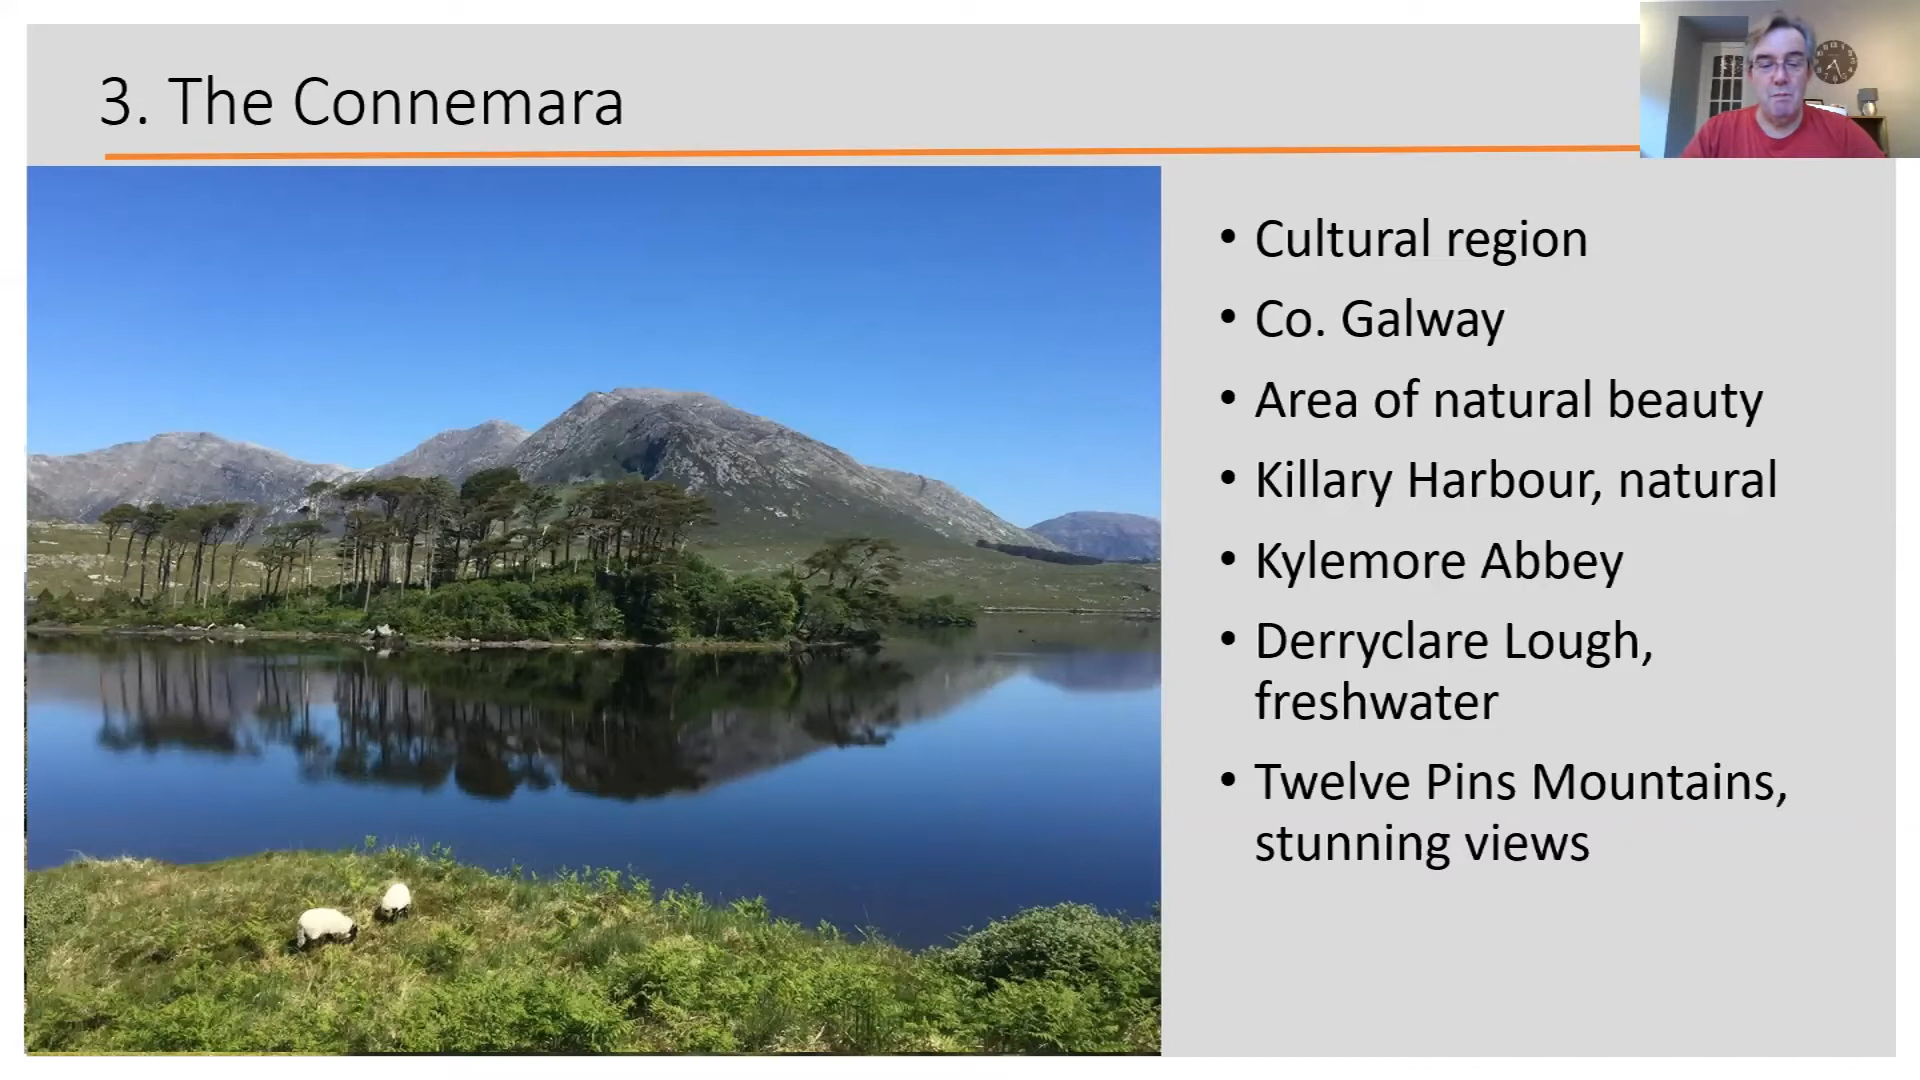 3. The Connemara
• Cultural region
• Co. Galway
• Area of natural beauty
• Killary Harbour, natural
• Kylemore Abbey
• Derryclare Lough,
freshwater
• Twelve Pins Mountains,
stunning views